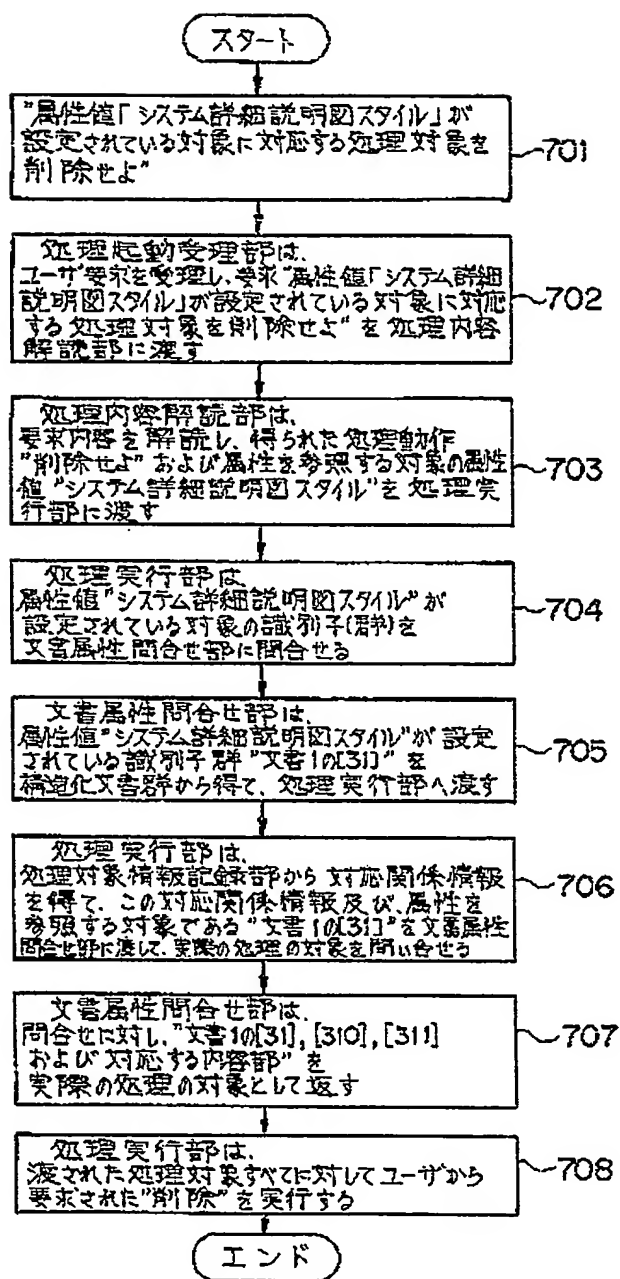 スタート
"属性値「システム詳細説明図スタイル」が
設定されている対象に対応する処理対象を
削除せよ"
701
処理起動受理部は、
ユーザ要求を受理し、要求"属性値「システム詳細
説明図スタイル」が設定されている対象に対応
する処理対象を削除せよ"を処理内容
解読部に渡す
702
処理内容解読部は、
要求内容を解読し、得られた処理動作
"削除せよ"および属性を参照する対象の属性
値"システム詳細説明図スタイル"を処理実
行部に渡す
703
処理実行部は
属性値"システム詳細説明図スタイル"が
設定されている対象の識別子(群)を
文書属性問合せ部に問合せる
704
文書属性問合せ部は、
属性値"システム詳細説明図スタイル"が設定
されている識別子群"文書1の[31]"を
構造化文書群から得て、処理実行部へ渡す
705
処理実行部は、
処理対象情報記録部から対応関係情報
を得て、この対応関係情報及び、属性を
参照する対象である"文書1の[31]"を文書属性
問合せ部に渡して、実際の処理の対象を問い合せる
706
文書属性問合せ部は、
問合せに対し、"文書1の[31],[310],[311]
および対応する内容部"を
実際の処理の対象として返す
707
処理実行部は、
渡された処理対象すべてに対してユーザから
要求された"削除"を実行する
708
エンド